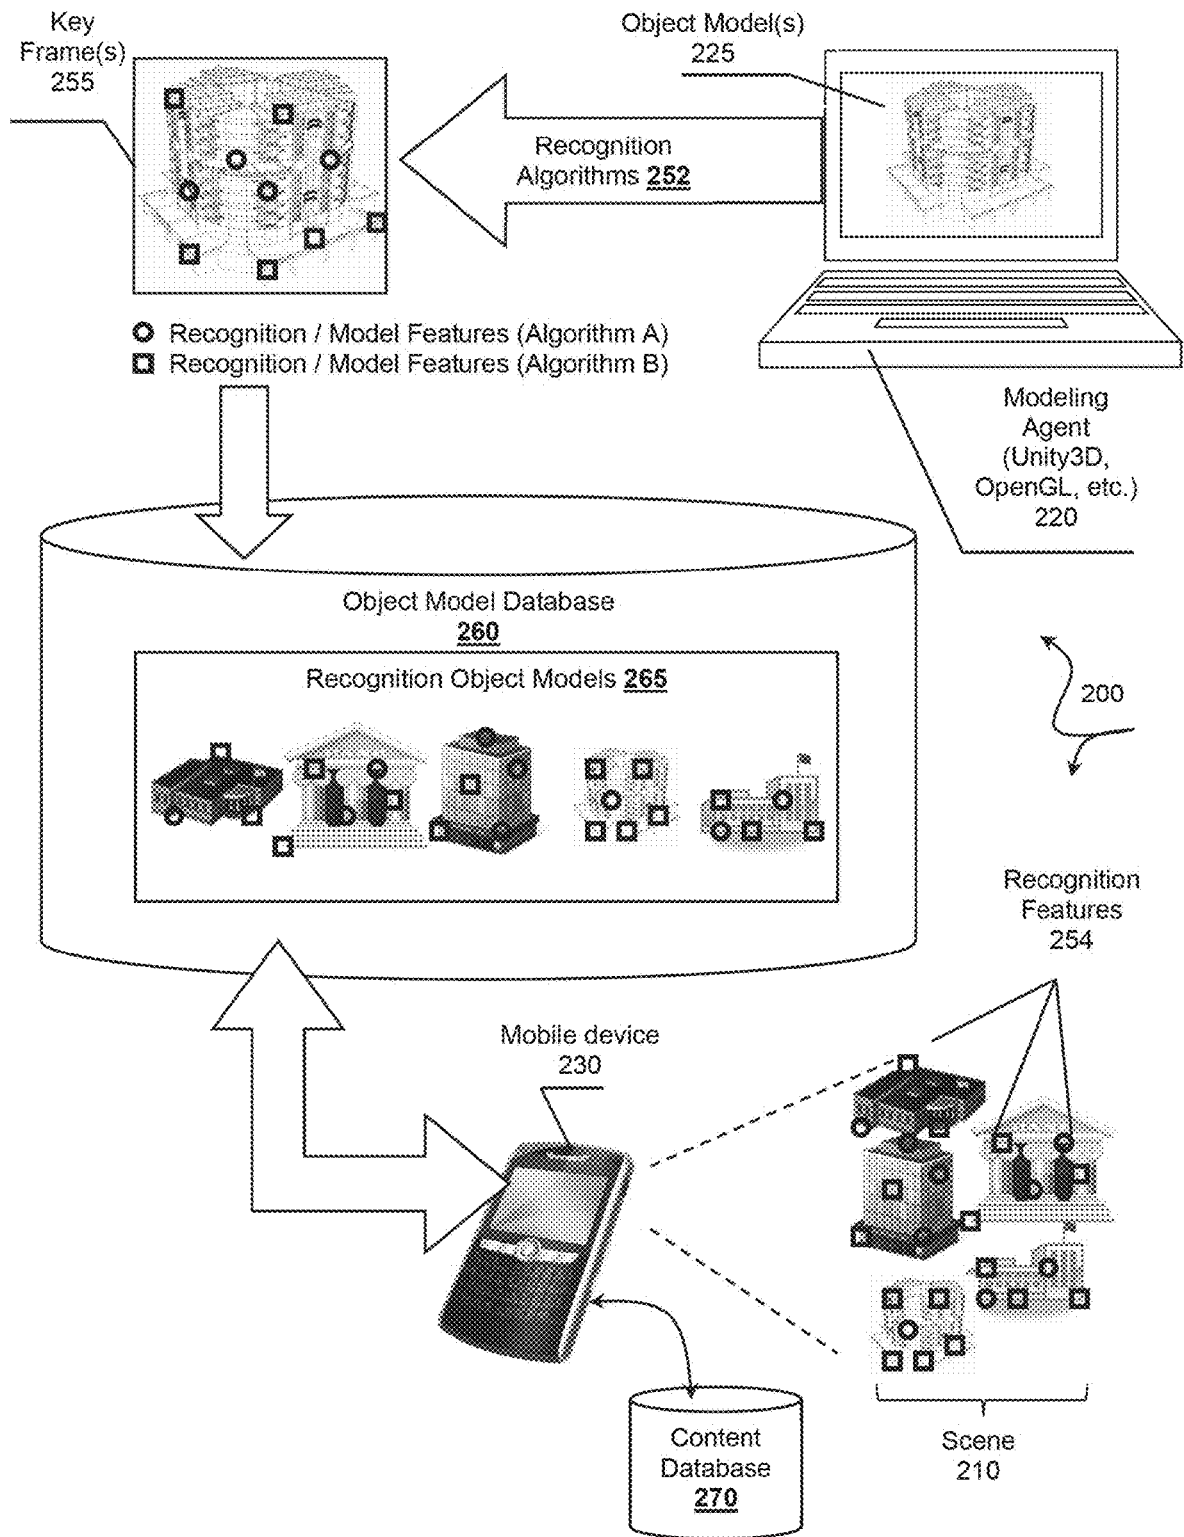 Key
Frame(s)
255
Object Model(s)
225
Recognition
Algorithms 252
Recognition / Model Features (Algorithm A)
Recognition / Model Features (Algorithm B)
Modeling
Agent
(Unity3D,
OpenGL, etc.)
220
Object Model Database
260
Recognition Object Models 265
200
Recognition
Features
254
Mobile device
230
Content
Database
270
Scene
210